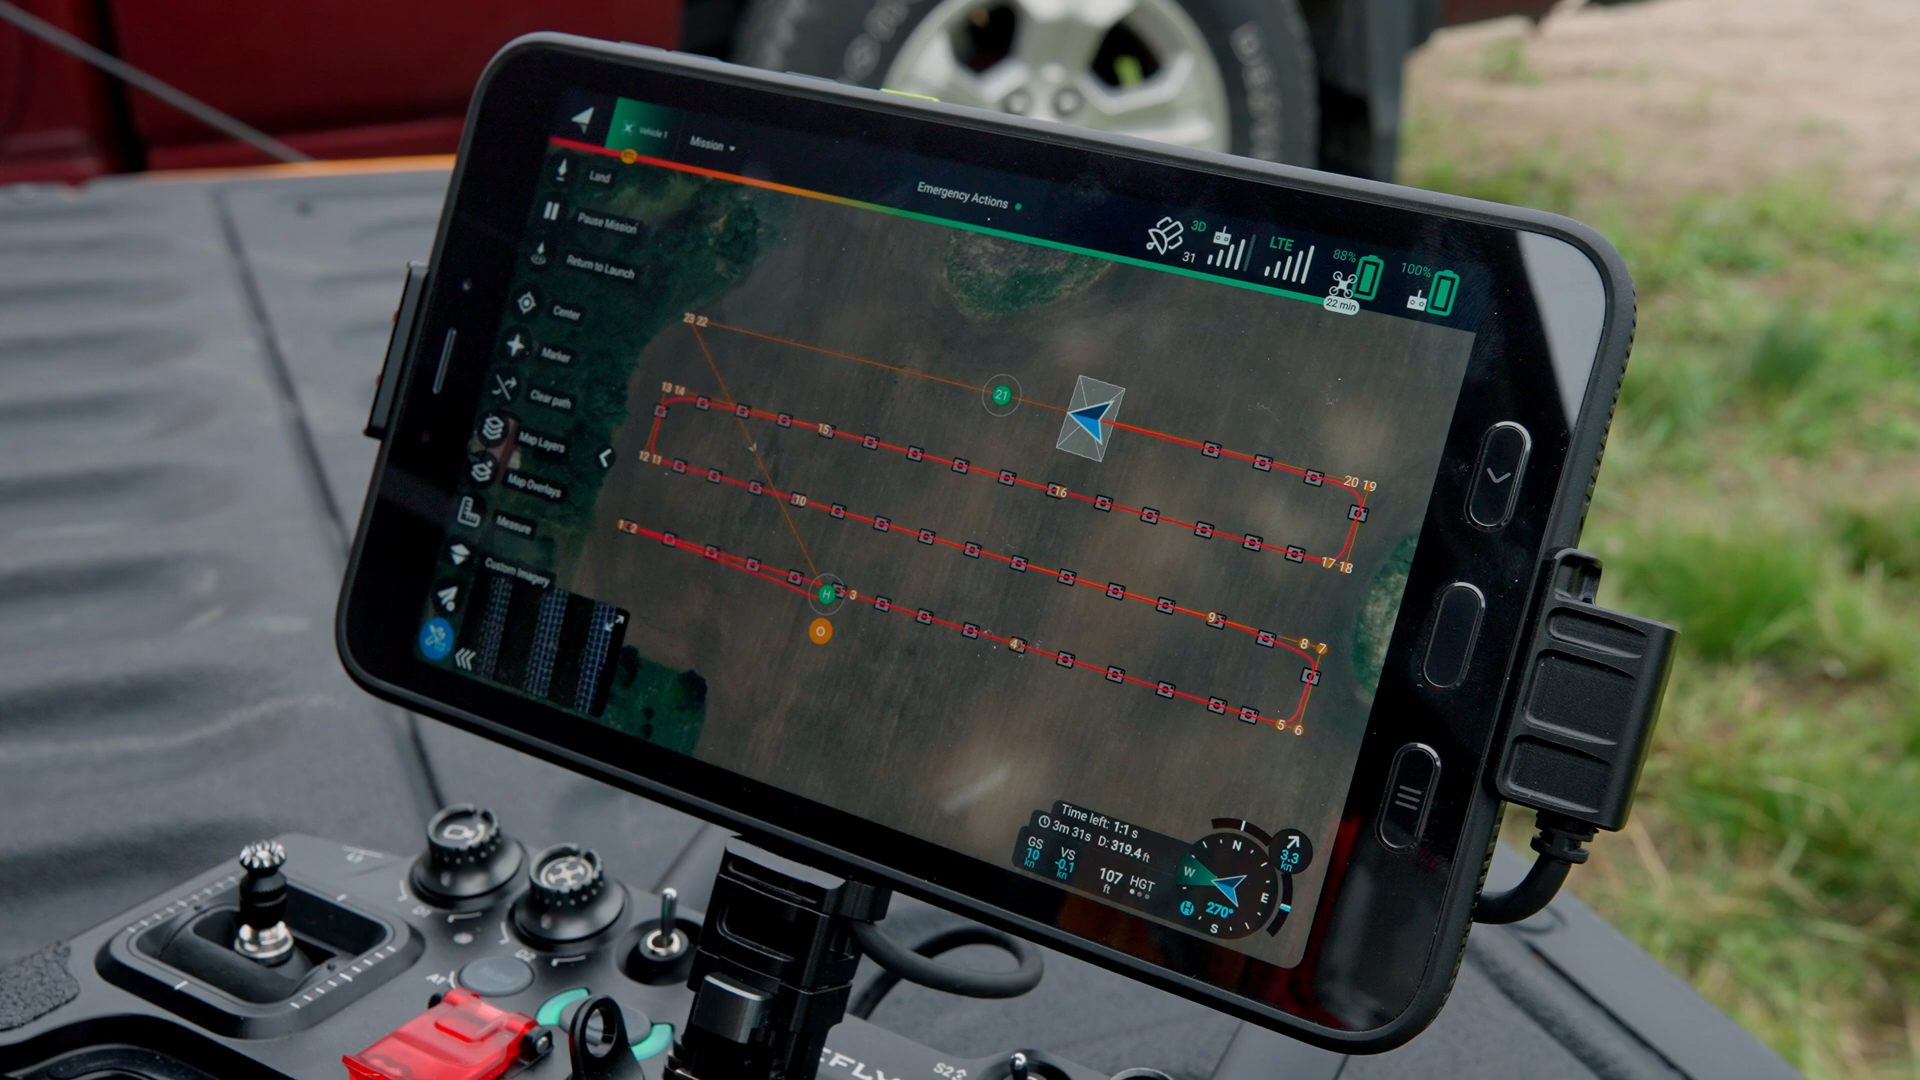 Vehicle 1
Mission
Land
Emergency Actions
Pause Mission
Return to Launch
3D
31
LTE
88%
22 min
100%
Center
Marker
Clear path
Map Layers
Map Overlays
Measure
Custom Imagery
23 22
21
13 14
15
16
20 19
12 11
10
17 18
2
H
3
9
8 7
4
5 6
Time left: 1:1 s
3m 31s D: 319.4 ft
GS
10
kn
VS
-0.1
kn
107
ft
HGT
N
W
E
S
H
270°
3.3
kn
EFLY
S2